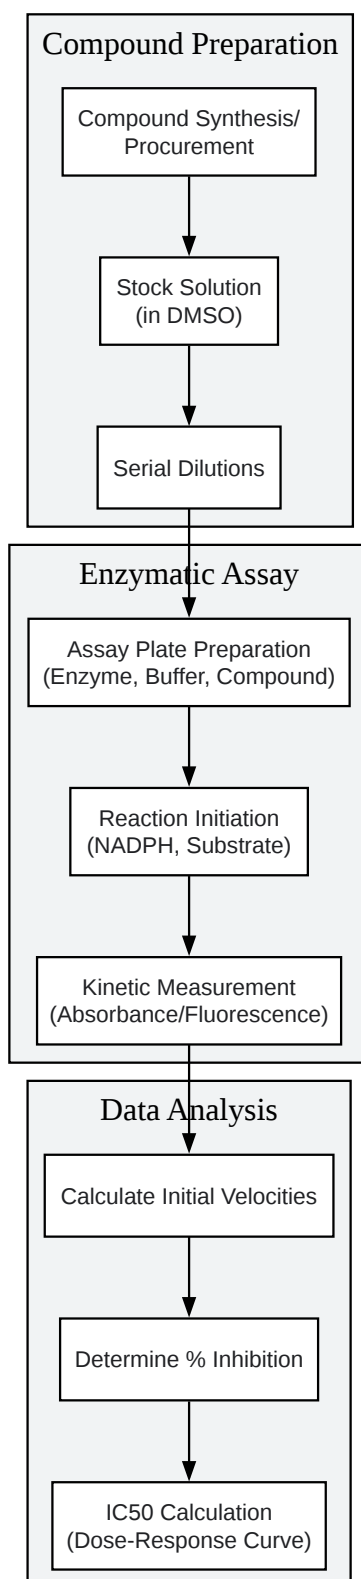 Compound Preparation
Compound Synthesis/
Procurement
Stock Solution
(in DMSO)
Serial Dilutions
Enzymatic Assay
Assay Plate Preparation
(Enzyme, Buffer, Compound)
Reaction Initiation
(NADPH, Substrate)
Kinetic Measurement
(Absorbance/Fluorescence)
Data Analysis
Calculate Initial Velocities
Determine % Inhibition
IC50 Calculation
(Dose-Response Curve)